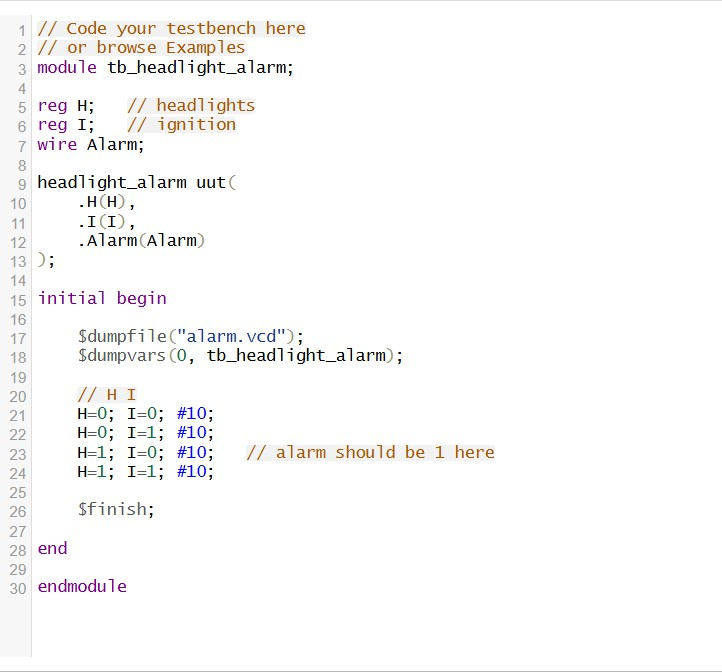 1 // Code your testbench here
2 // or browse Examples
3 module tb_headlight_alarm;
4
5 reg H;   // headlights
6 reg I;   // ignition
7 wire Alarm;
8
9 headlight_alarm uut(
10     .H(H),
11     .I(I),
12     .Alarm(Alarm)
13 );
14
15 initial begin
16
17     $dumpfile("alarm.vcd");
18     $dumpvars(0, tb_headlight_alarm);
19
20     // H I
21     H=0; I=0; #10;
22     H=0; I=1; #10;
23     H=1; I=0; #10;   // alarm should be 1 here
24     H=1; I=1; #10;
25
26     $finish;
27
28 end
29
30 endmodule